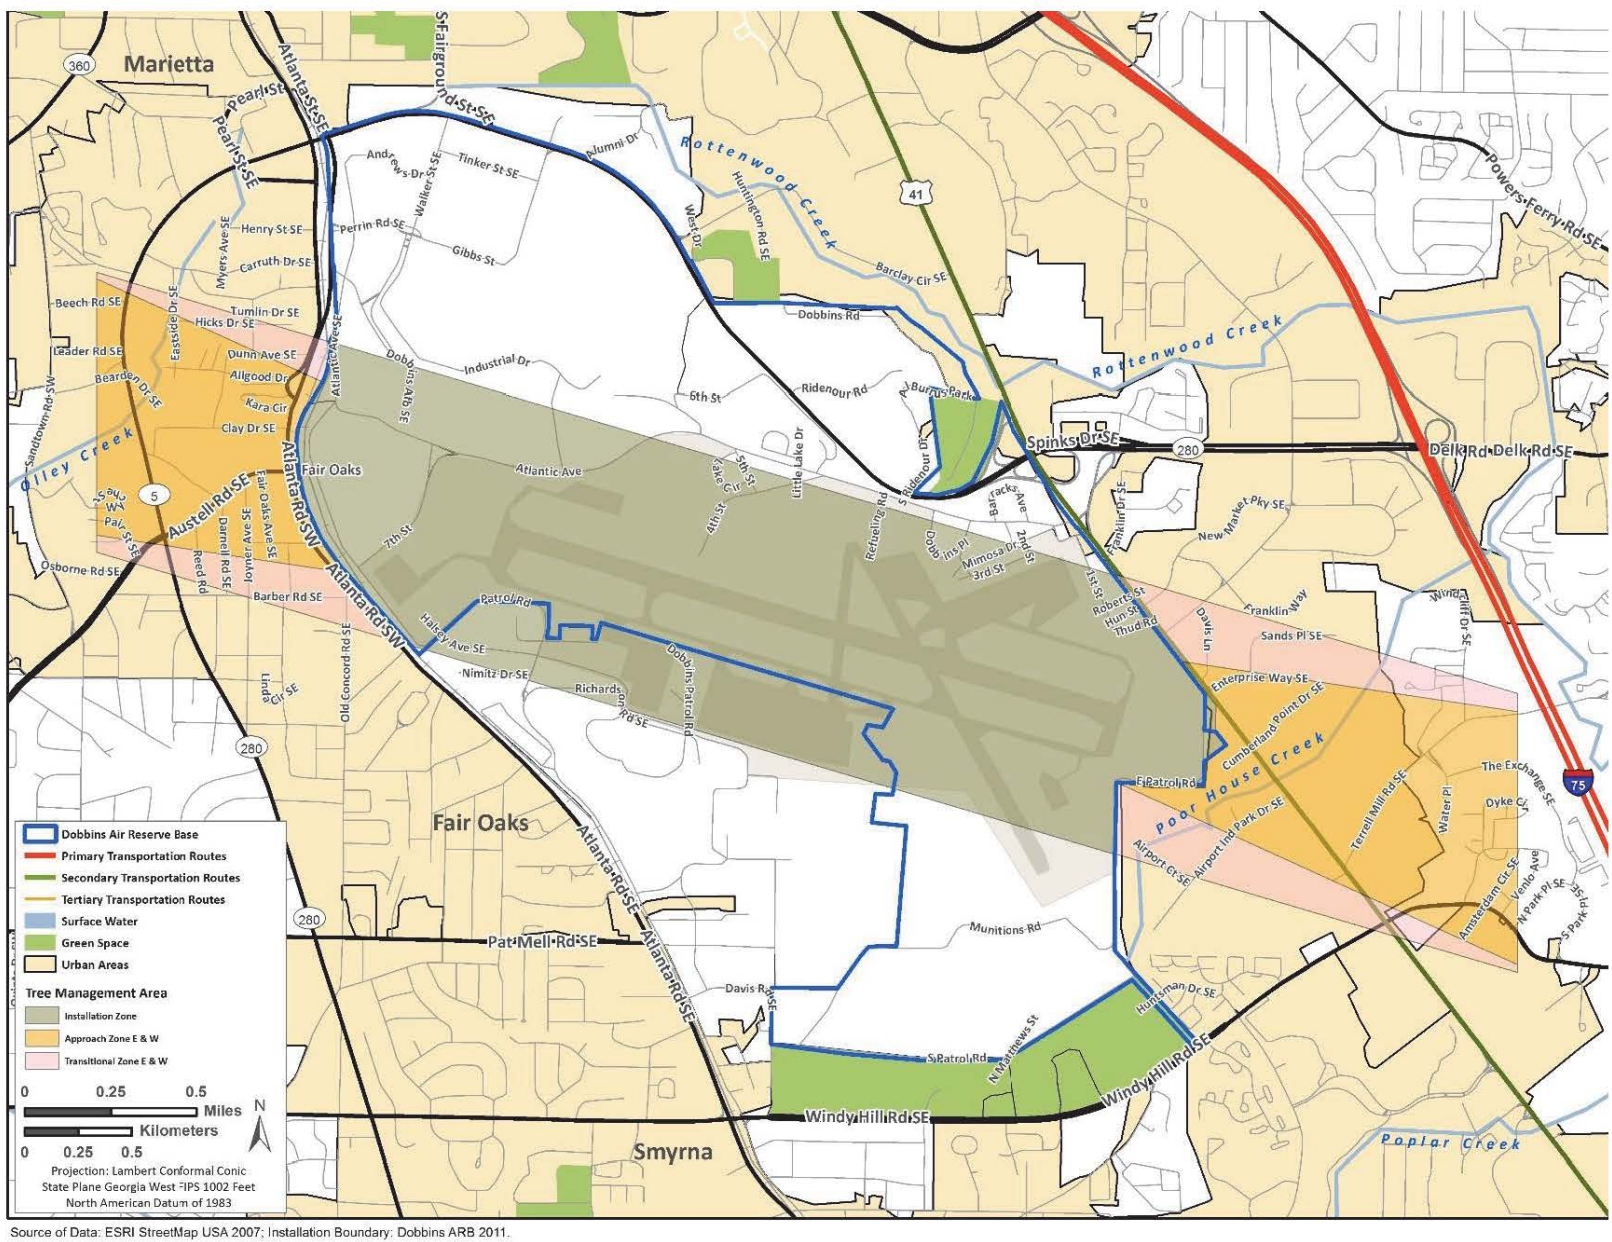 Marietta
360
Atlanta St SE
S Fairground St SE
Pearl St
Pearl St SE
Andrews Dr
Walker St SE
Tinker St SE
Alumni Dr
Rottenwood Creek
41
Powers Ferry Rd SE
Huntington Rd SE
West Dr
Henry St SE
Myers Ave SE
Perrin Rd SE
Gibbs St
Carruth Dr SE
Barclay Cir SE
Beech Rd SE
Eastside Dr SE
Tumlin Dr SE
Hicks Dr SE
Atlantic Ave SE
Dobbins Rd
Rottenwood Creek
Leader Rd SE
Dunn Ave SE
Dobbins Arb SE
Industrial Dr
Bearden Dr SE
Allgood Dr
Sandtown Rd SW
Kara Cir
6th St
Ridenour Rd
Al Burrus Park
Clay Dr SE
Olley Creek
Little Lake Dr
S Ridenour Dr
Spinks Dr SE
280
Delk Rd
Delk Rd SE
Fair Oaks
Atlantic Ave
5th St
Lake Cir
5
Austell Rd SE
Atlanta Rd SW
Fair Oaks Ave SE
4th St
Refueling Rd
Barracks Ave
Franklin Dr SE
New Market Pky SE
Pair St SE
Darnell Rd SE
Joyner Ave SE
7th St
Dobbins Pl
Mimosa Dr
2nd St
3rd St
Osborne Rd SE
Reed Rd
Barber Rd SE
Atlanta Rd SW
Patrol Rd
1st St
Roberts St
Hun St
Thud Rd
Davis Lin
Franklin Way
Windcliff Dr SE
Sands Pl SE
Halsey Ave SE
Dobbins Patrol Rd
Nimitz Dr SE
Richardson Rd SE
Old Concord Rd SE
Linda Cir SE
Enterprise Way SE
Cumberland Point Dr SE
280
Poor House Creek
E Patrol Rd
The Exchange SE
75
Dyke Cir
Water Pl
Terrell Mill Rd SE
Airport Ind Park Dr SE
Airport Ct SE
Fair Oaks
Atlanta Rd SE
Amsterdam Cir SE
Venlo Ave
N Park Pl SE
S Park Pl SE
280
Pat Mell Rd SE
Atlanta Rd SE
Munitions Rd
Davis Rd SE
Huntsman Dr SE
S Patrol Rd
N Matthews St
Windy Hill Rd SE
Windy Hill Rd SE
Smyrna
Poplar Creek
Dobbins Air Reserve Base
Primary Transportation Routes
Secondary Transportation Routes
Tertiary Transportation Routes
Surface Water
Green Space
Urban Areas
Tree Management Area
Installation Zone
Approach Zone E & W
Transitional Zone E & W
0 0.25 0.5
Miles
N
Kilometers
0 0.25 0.5
Projection: Lambert Conformal Conic
State Plane Georgia West FIPS 1002 Feet
North American Datum of 1983
Source of Data: ESRI StreetMap USA 2007; Installation Boundary: Dobbins ARB 2011.